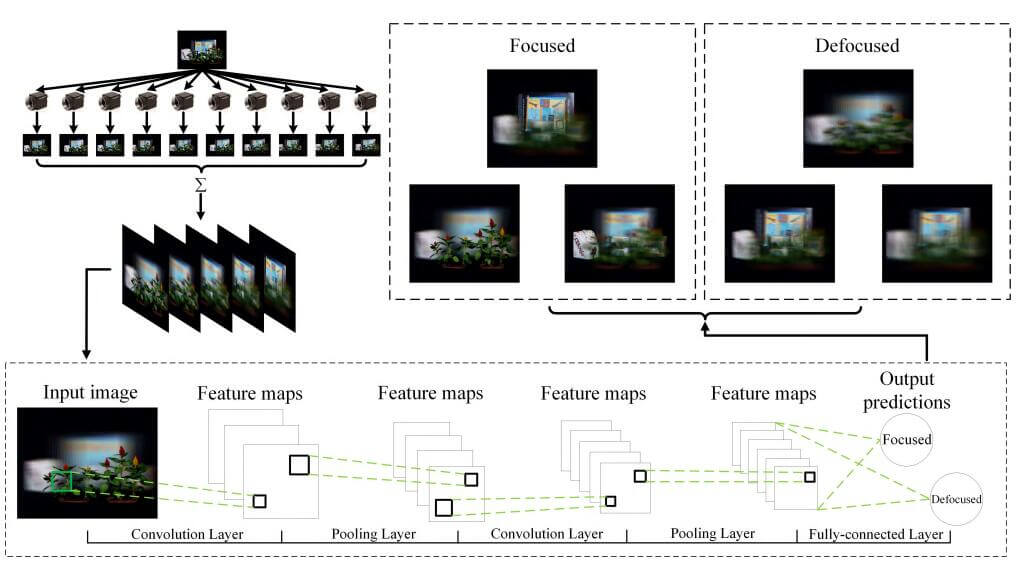 Focused
Defocused
Σ
Input image
Feature maps
Feature maps
Feature maps
Feature maps
Output
predictions
Focused
Defocused
Convolution Layer
Pooling Layer
Convolution Layer
Pooling Layer
Fully-connected Layer